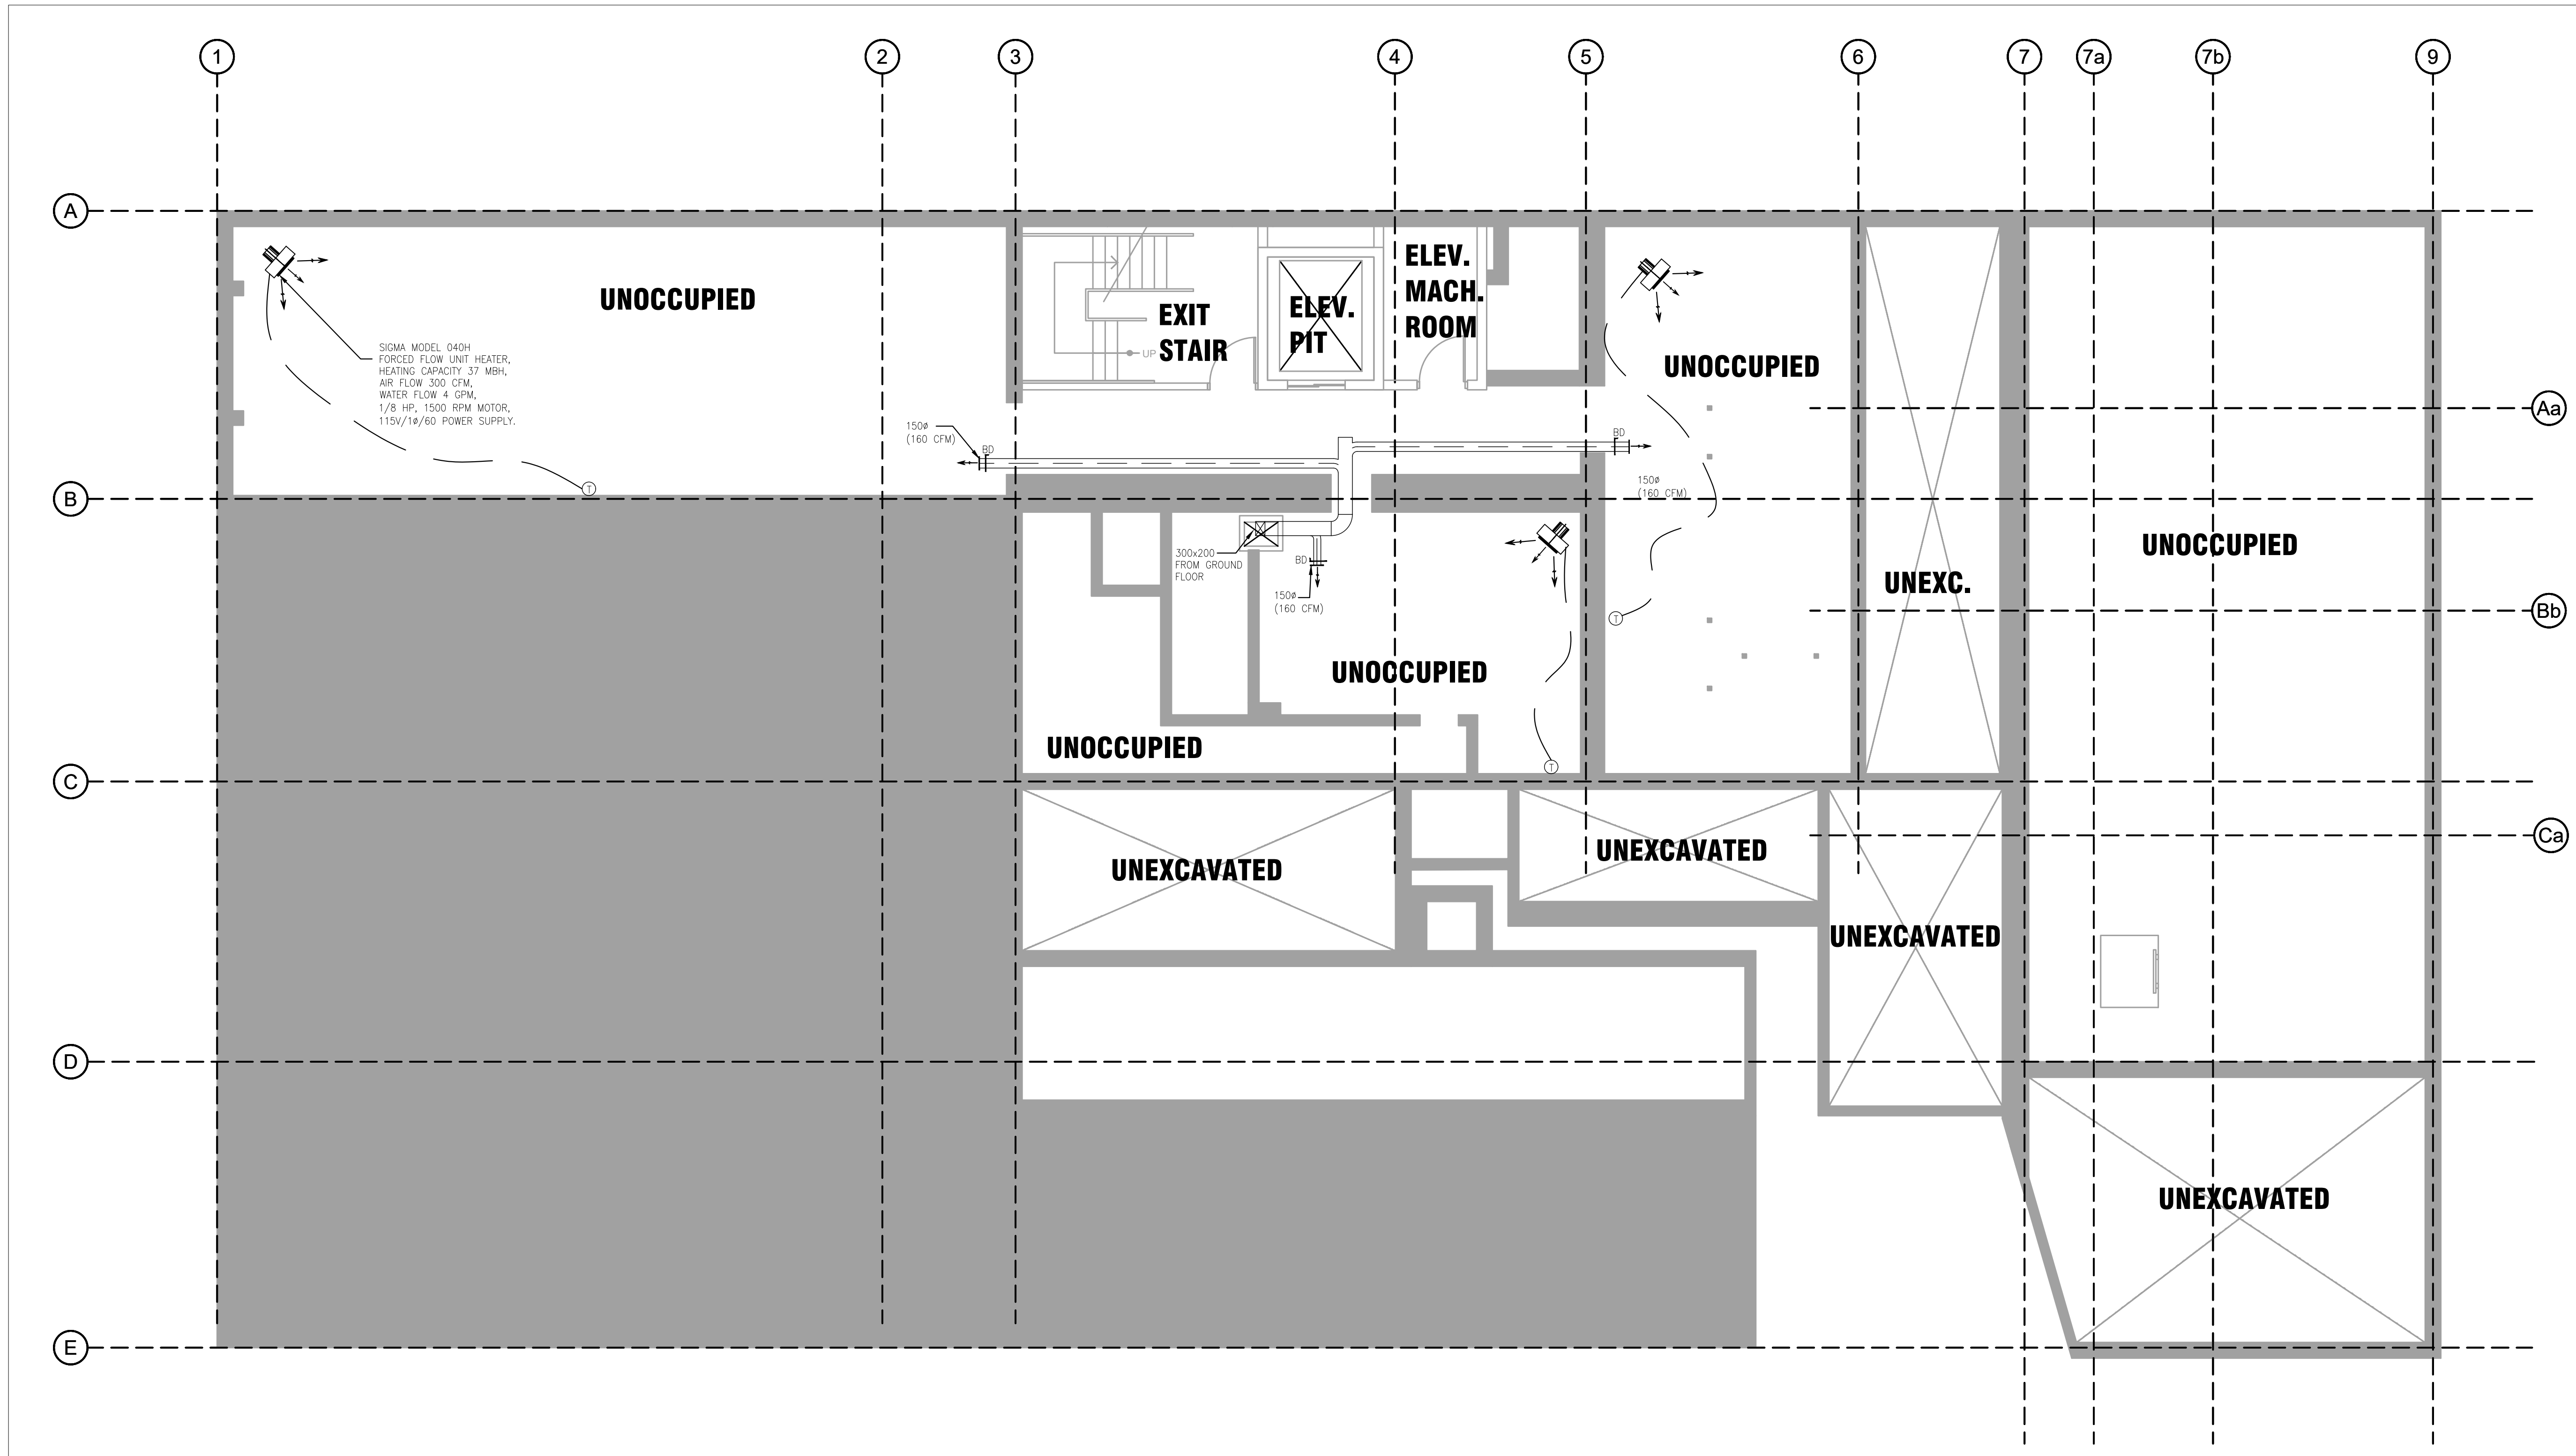 1
2
3
4
5
6
7
7a
7b
9
A
UNOCCUPIED
SIGMA MODEL 040H
FORCED FLOW UNIT HEATER,
HEATING CAPACITY 37 MBH,
AIR FLOW 300 CFM,
WATER FLOW 4 GPM,
1/8 HP, 1500 RPM MOTOR,
115V/1ø/60 POWER SUPPLY.
T
UP
EXIT
STAIR
ELEV.
PIT
ELEV.
MACH.
ROOM
UNOCCUPIED
Aa
150ø
(160 CFM)
BD
BD
150ø
(160 CFM)
B
300x200
FROM GROUND
FLOOR
BD
150ø
(160 CFM)
T
UNOCCUPIED
UNEXC.
Bb
UNOCCUPIED
UNOCCUPIED
T
C
UNEXCAVATED
UNEXCAVATED
Ca
UNEXCAVATED
D
UNEXCAVATED
E